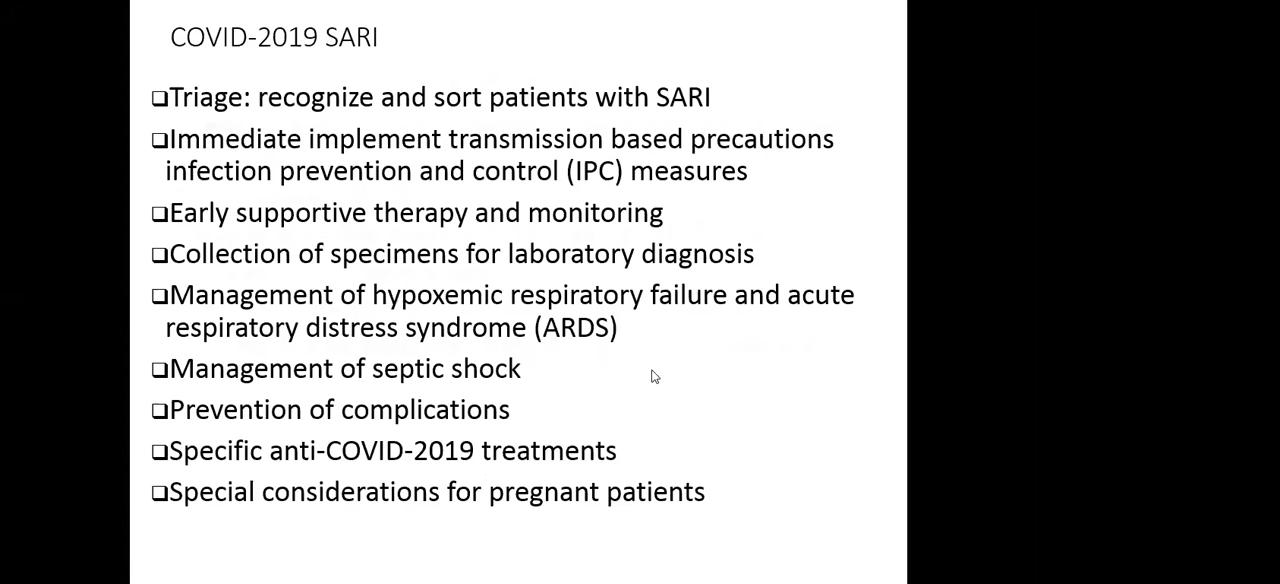 COVID-2019 SARI
❑Triage: recognize and sort patients with SARI
❑Immediate implement transmission based precautions
infection prevention and control (IPC) measures
❑Early supportive therapy and monitoring
❑Collection of specimens for laboratory diagnosis
❑Management of hypoxemic respiratory failure and acute
respiratory distress syndrome (ARDS)
❑Management of septic shock
❑Prevention of complications
❑Specific anti-COVID-2019 treatments
❑Special considerations for pregnant patients